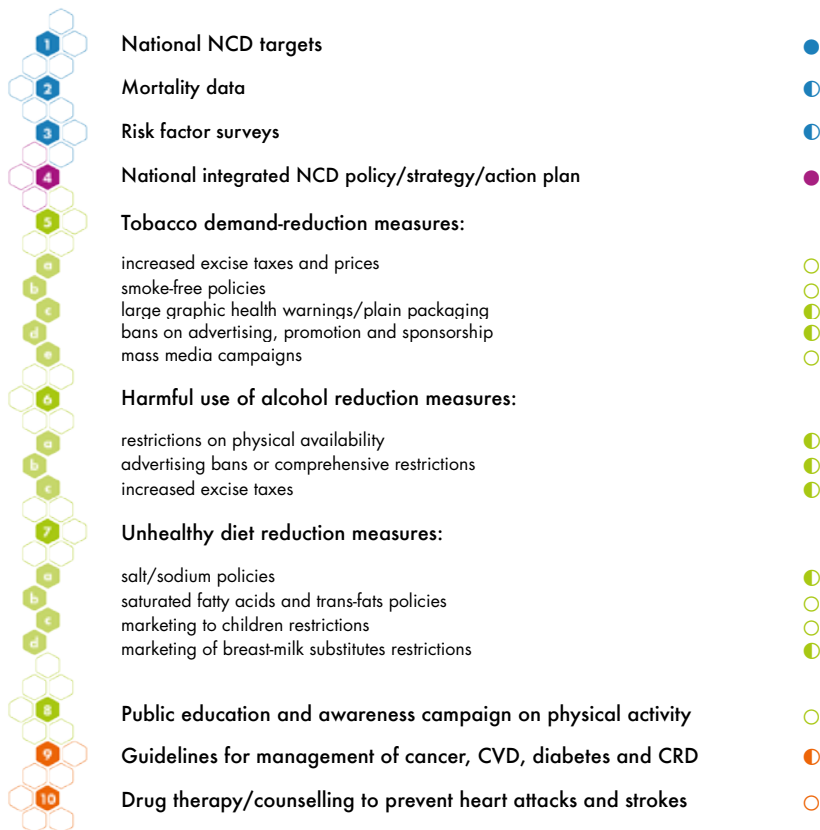 1 National NCD targets
2 Mortality data
3 Risk factor surveys
4 National integrated NCD policy/strategy/action plan
5 Tobacco demand-reduction measures:
a increased excise taxes and prices
b smoke-free policies
c large graphic health warnings/plain packaging
d bans on advertising, promotion and sponsorship
e mass media campaigns
6 Harmful use of alcohol reduction measures:
a restrictions on physical availability
b advertising bans or comprehensive restrictions
c increased excise taxes
7 Unhealthy diet reduction measures:
a salt/sodium policies
b saturated fatty acids and trans-fats policies
c marketing to children restrictions
d marketing of breast-milk substitutes restrictions
8 Public education and awareness campaign on physical activity
9 Guidelines for management of cancer, CVD, diabetes and CRD
10 Drug therapy/counselling to prevent heart attacks and strokes